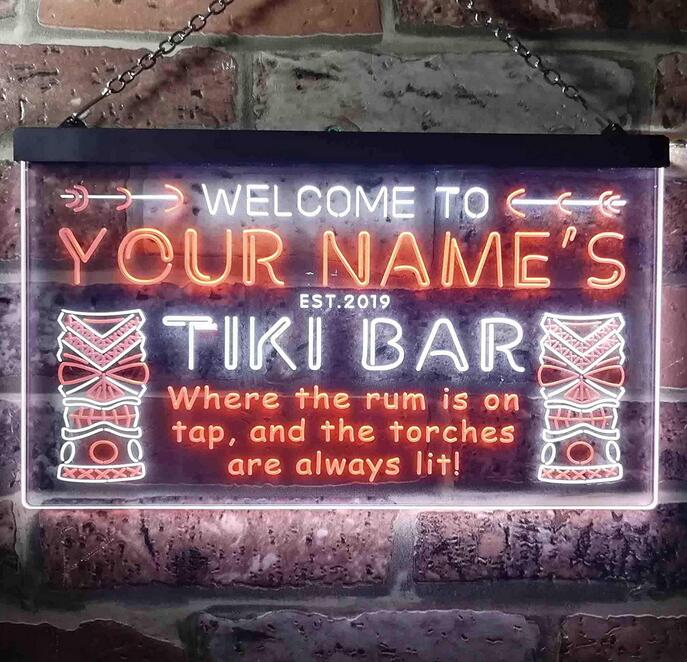 WELCOME TO
YOUR NAME'S
EST.2019
TIKI BAR
Where the rum is on
tap, and the torches
are always lit!